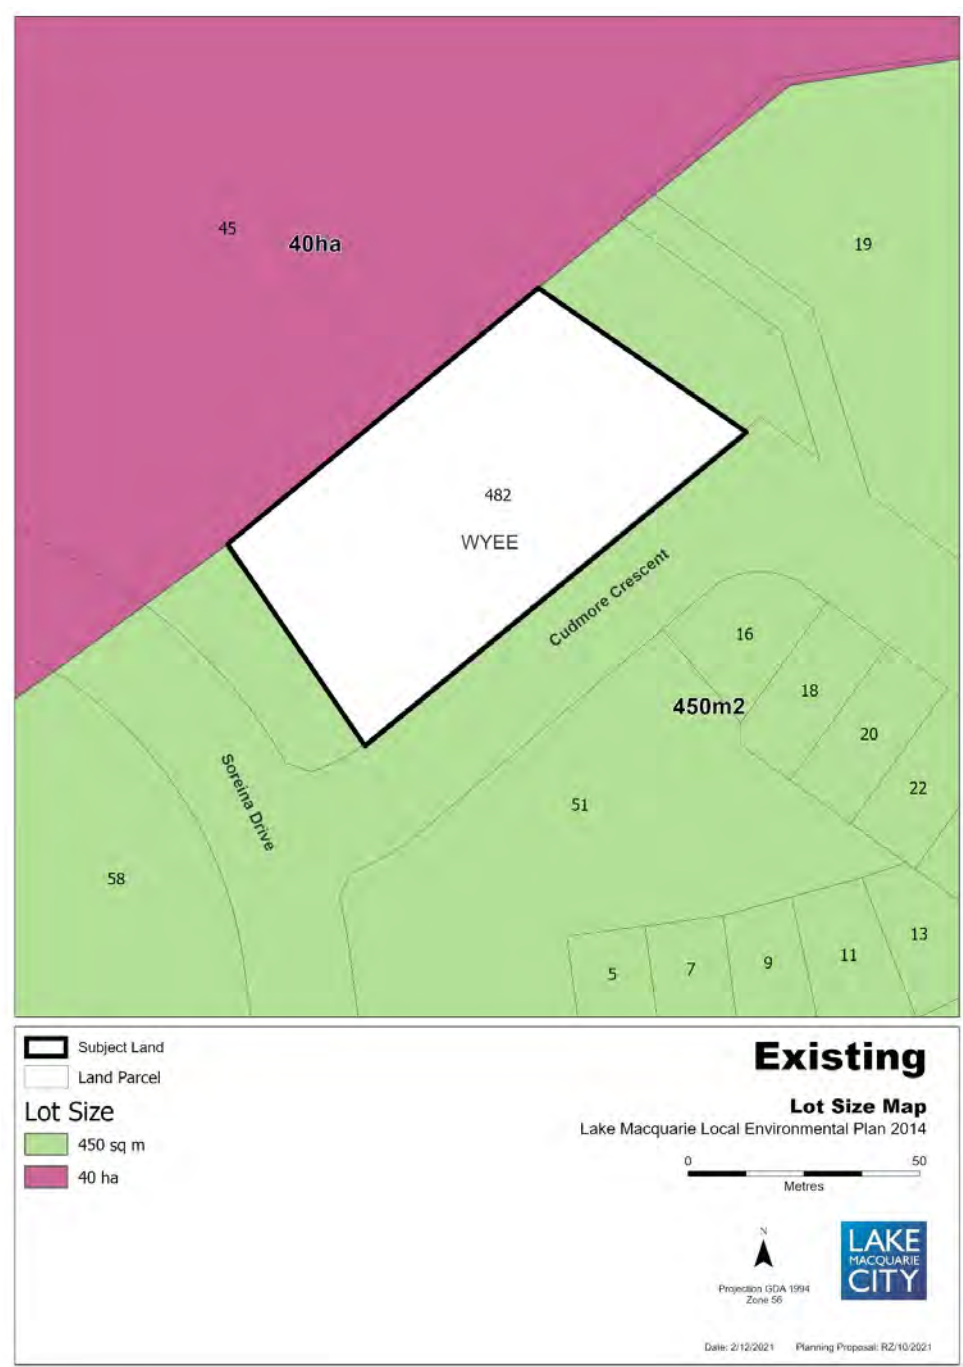 45
40ha
19
482
WYEE
Cudmore Crescent
16
450m2
18
20
22
51
Soreina Drive
58
13
11
9
7
5
Subject Land
Land Parcel
Lot Size
450 sq m
40 ha
Existing
Lot Size Map
Lake Macquarie Local Environmental Plan 2014
0 50
Metres
N
Projection GDA 1994
Zone 56
LAKE
MACQUARIE
CITY
Date: 2/12/2021 Planning Proposal: RZ/10/2021